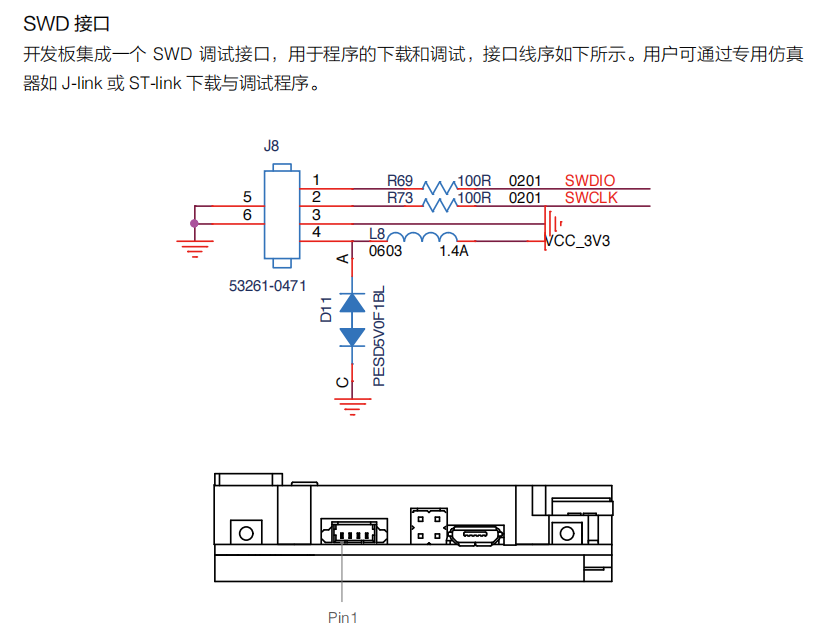 SWD 接口
开发板集成一个 SWD 调试接口，用于程序的下载和调试，接口线序如下所示。用户可通过专用仿真
器如 J-link 或 ST-link 下载与调试程序。
J8
1 R69 100R 0201 SWDIO
5 2 R73 100R 0201 SWCLK
6 3
4 L8 VCC_3V3
0603 1.4A
A
53261-0471
D11
PESD5V0F1BL
C
Pin1